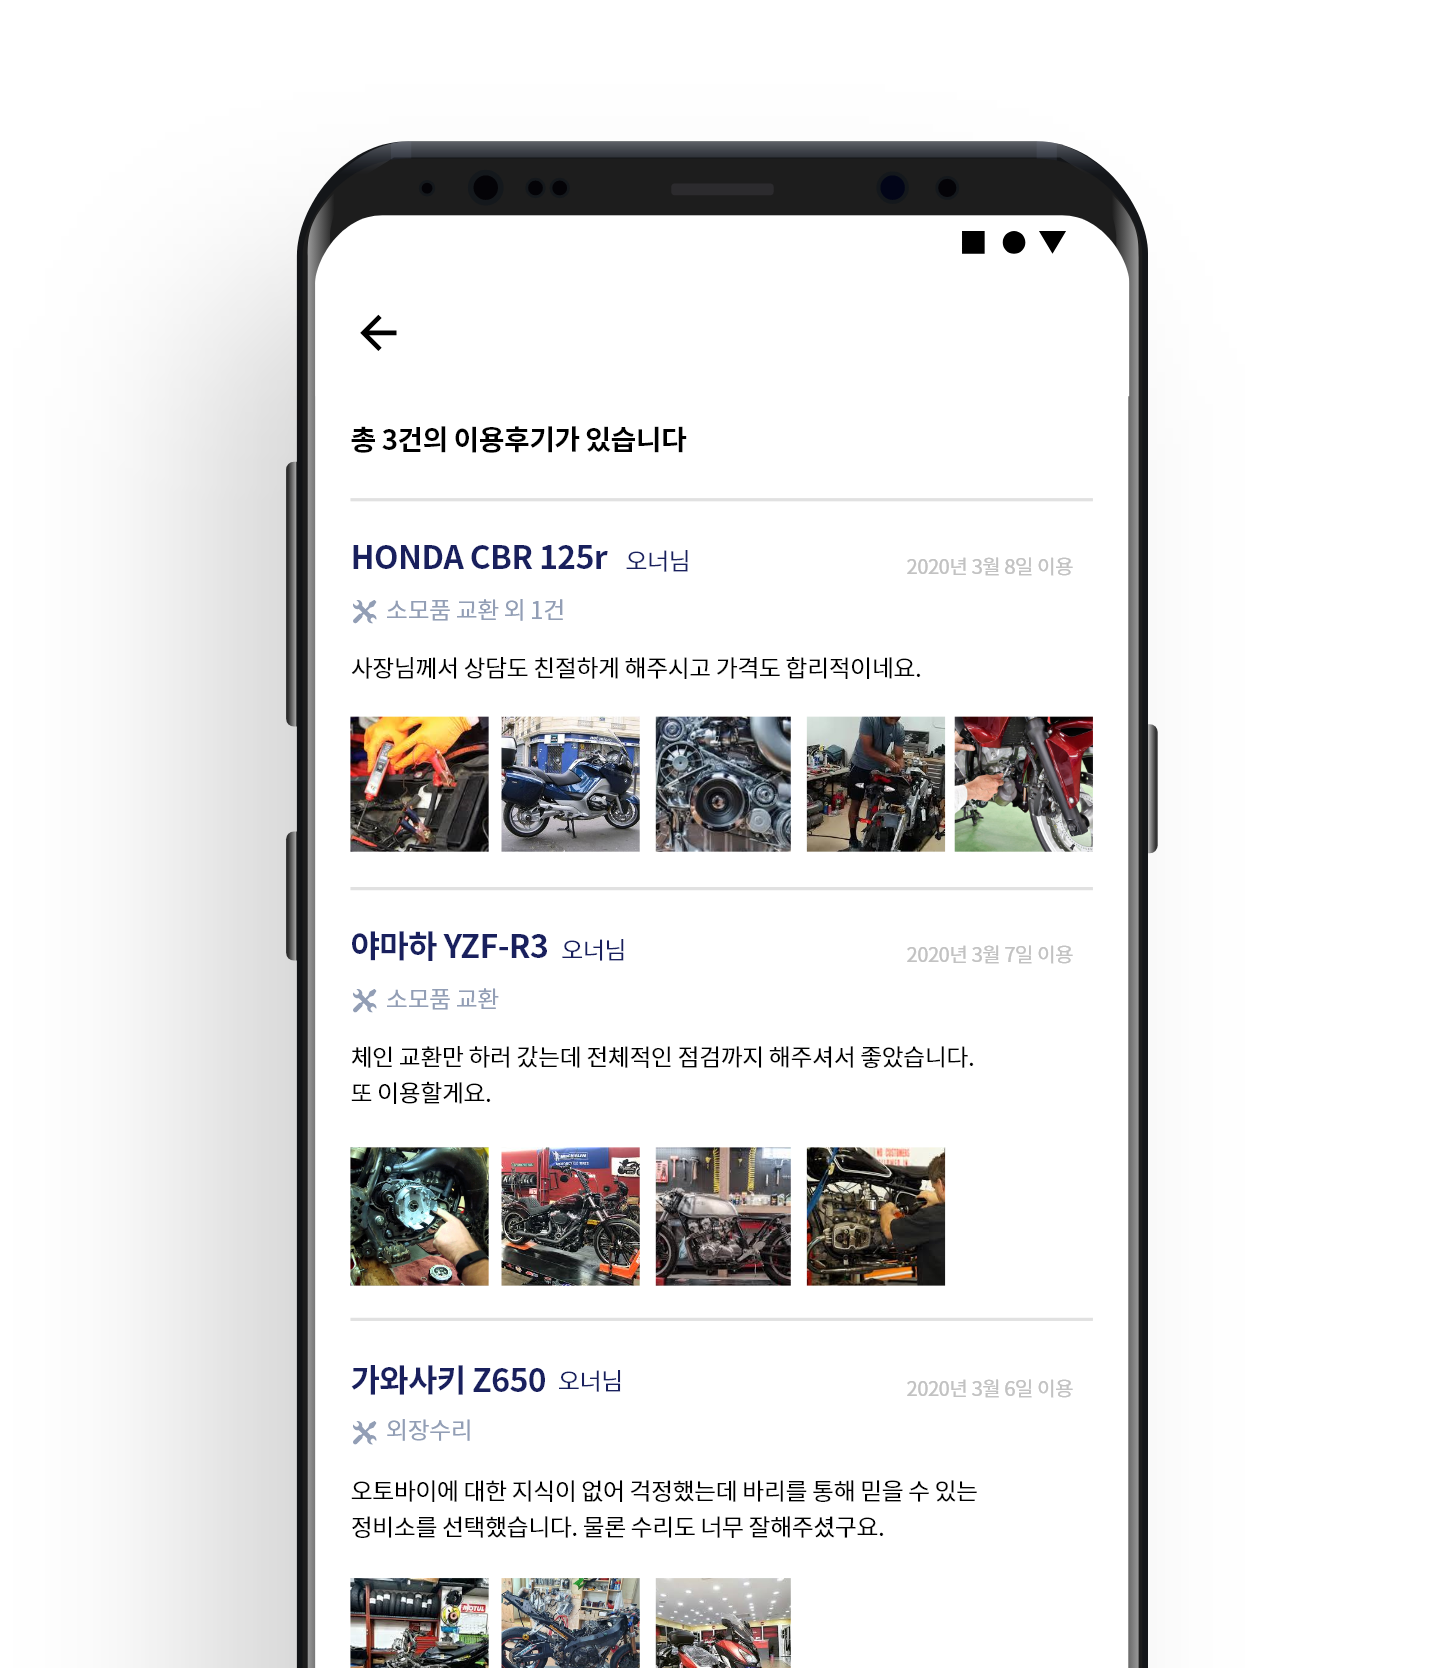 총 3건의 이용후기가 있습니다
HONDA CBR 125r 오너님 2020년 3월 8일 이용
소모품 교환 외 1건
사장님께서 상담도 친절하게 해주시고 가격도 합리적이네요.
야마하 YZF-R3 오너님 2020년 3월 7일 이용
소모품 교환
체인 교환만 하러 갔는데 전체적인 점검까지 해주셔서 좋았습니다.
또 이용할게요.
NO CUSTOMERS
가와사키 Z650 오너님 2020년 3월 6일 이용
외장수리
오토바이에 대한 지식이 없어 걱정했는데 바리를 통해 믿을 수 있는
정비소를 선택했습니다. 물론 수리도 너무 잘해주셨구요.
MOTUL